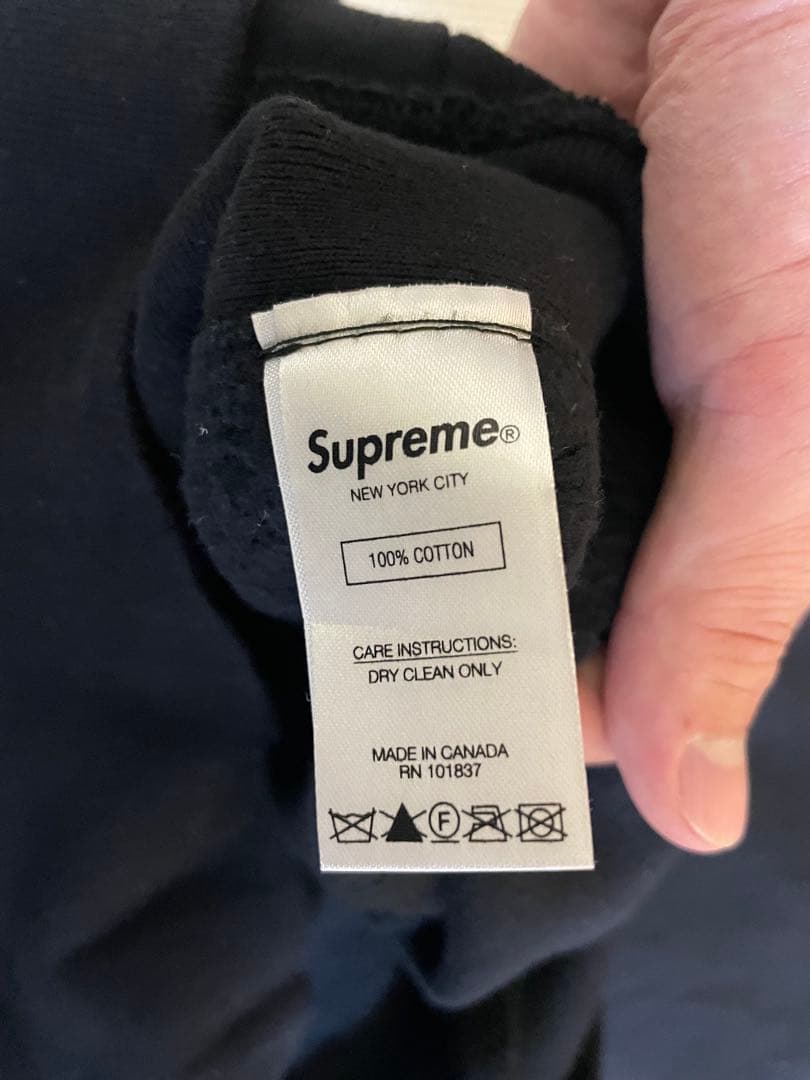 Supreme®
NEW YORK CITY
100% COTTON
CARE INSTRUCTIONS:
DRY CLEAN ONLY
MADE IN CANADA
RN 101837
F